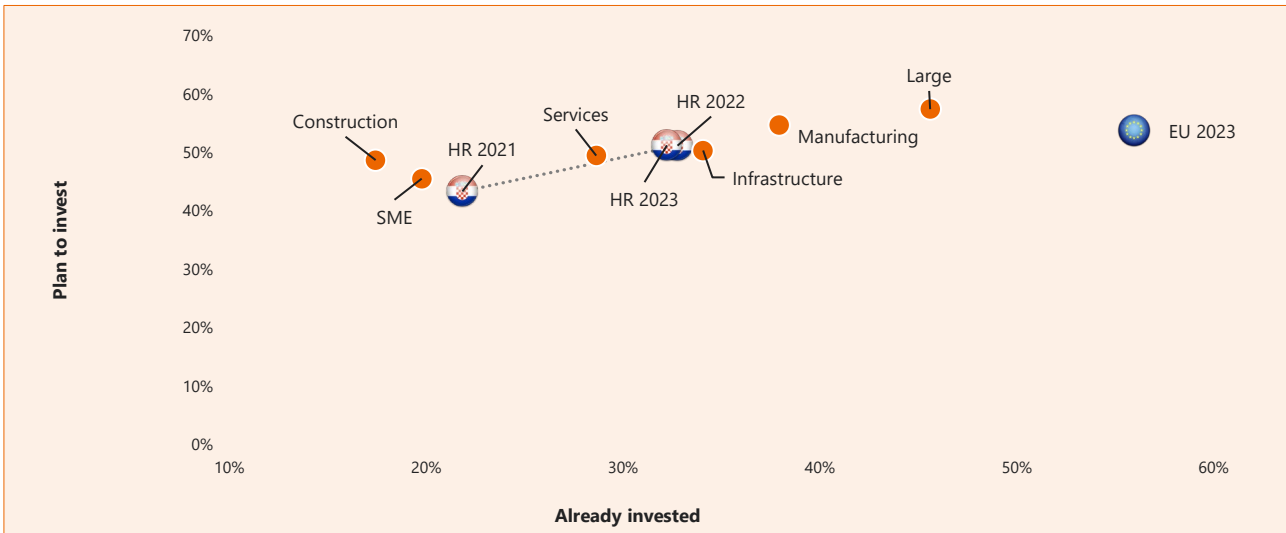 70%
Large
60%
HR 2022
Construction
Services
EU 2023
Manufacturing
50%
HR 2021
Infrastructure
HR 2023
SME
40%
Plan to invest
30%
20%
10%
0%
10%
20%
30%
40%
50%
60%
Already invested